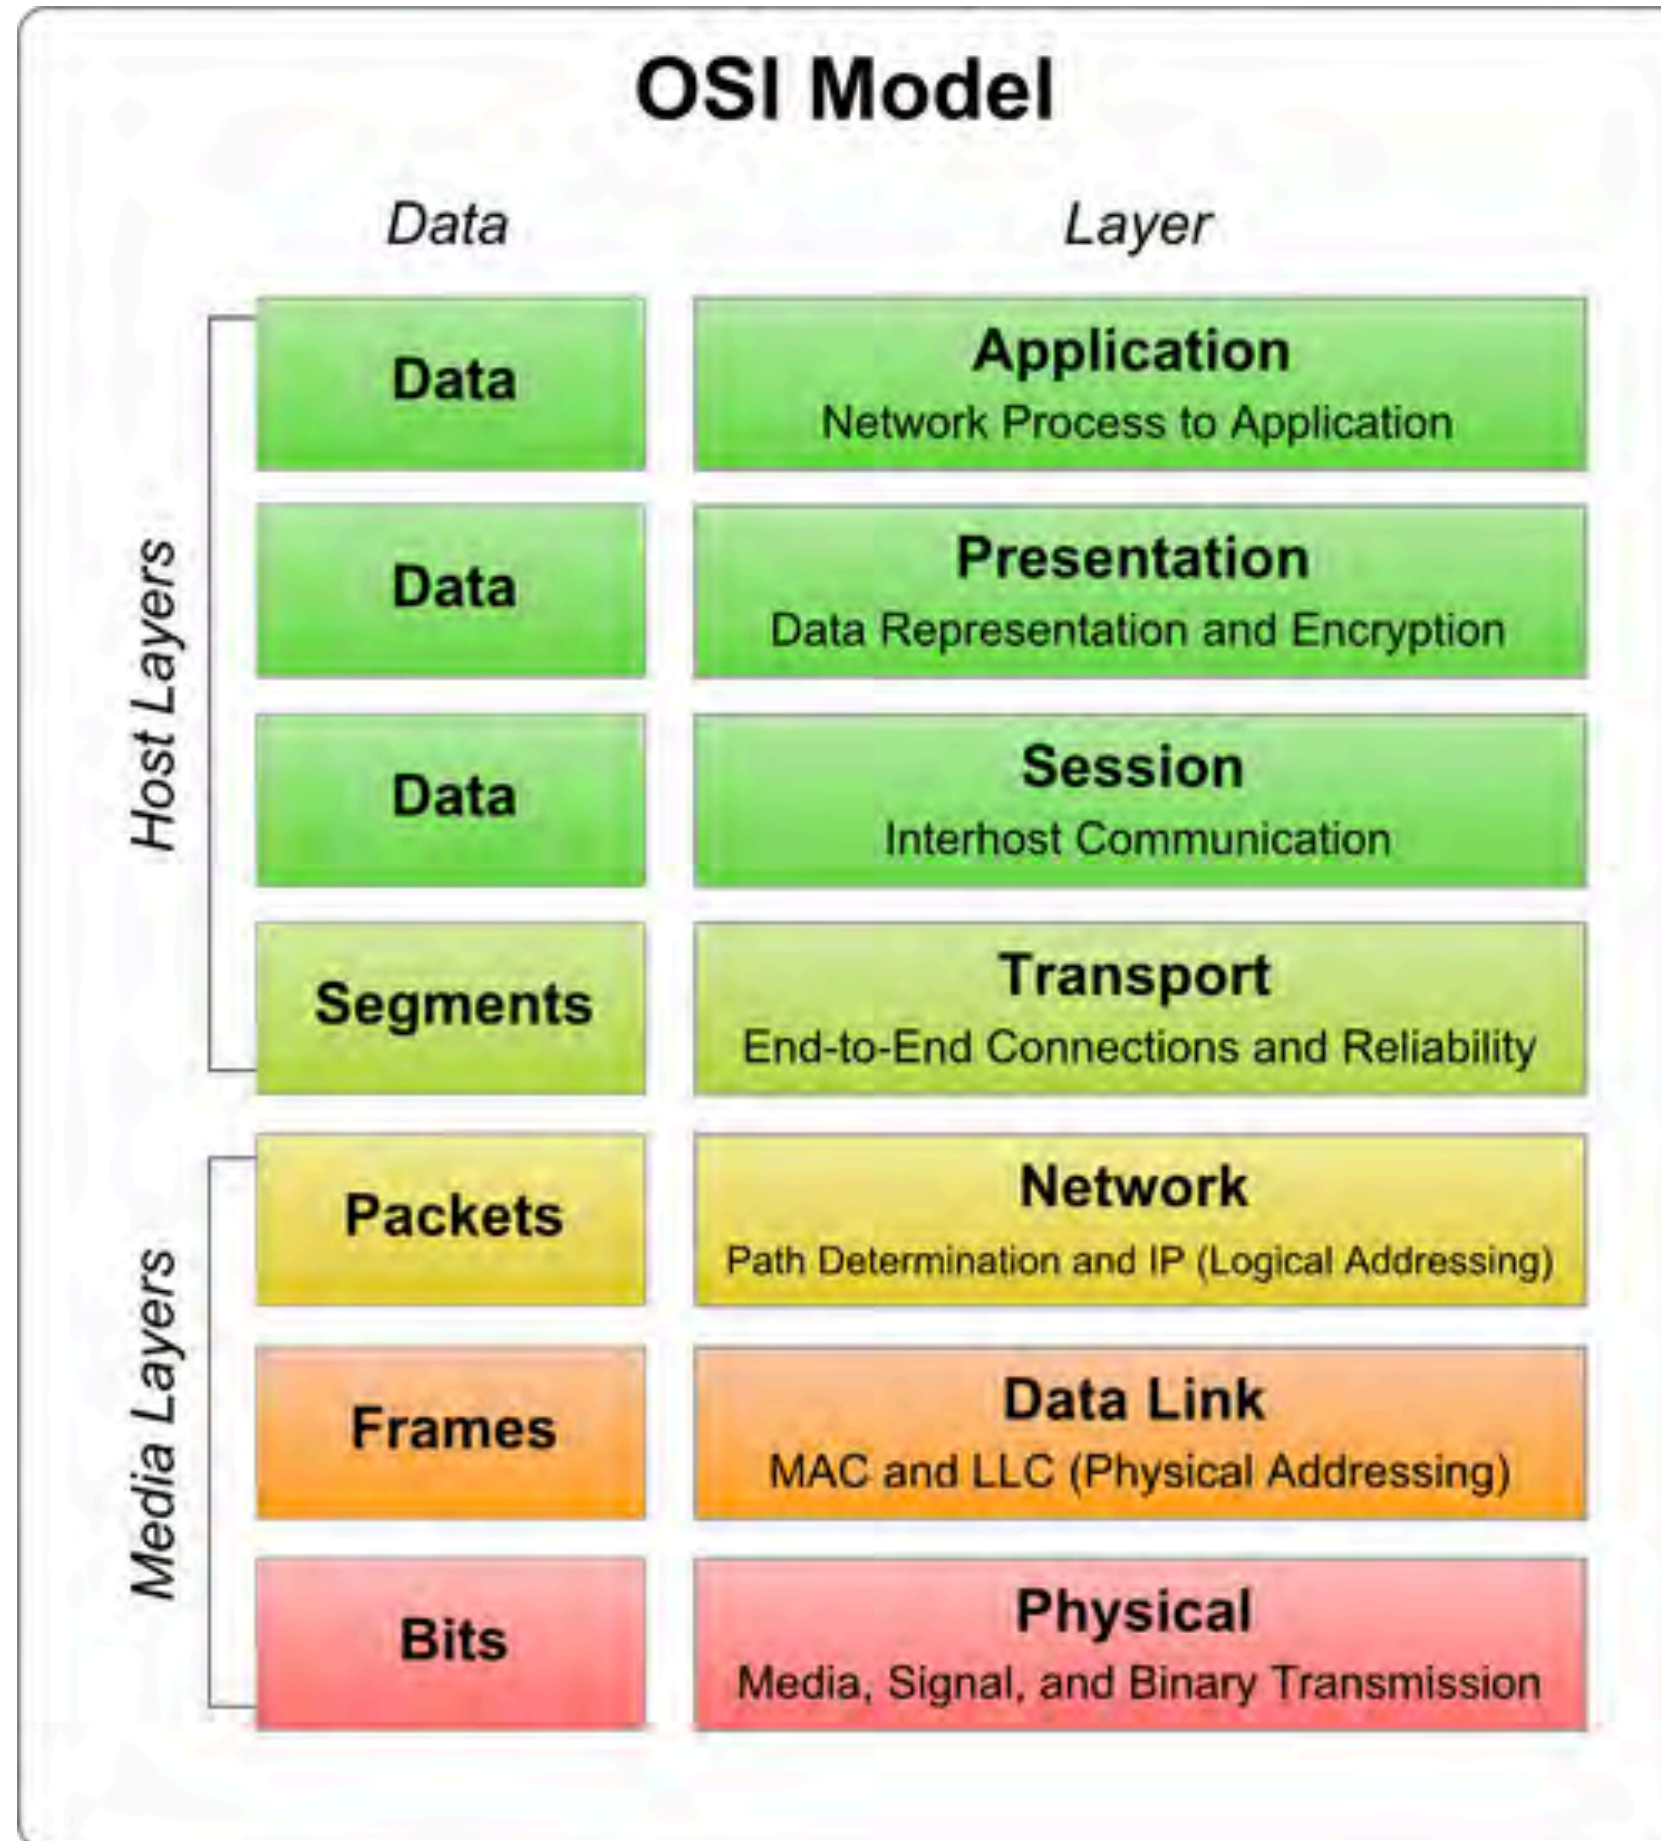 OSI Model
Data
Layer
Host Layers
Data
Application
Network Process to Application
Data
Presentation
Data Representation and Encryption
Data
Session
Interhost Communication
Segments
Transport
End-to-End Connections and Reliability
Media Layers
Packets
Network
Path Determination and IP (Logical Addressing)
Frames
Data Link
MAC and LLC (Physical Addressing)
Bits
Physical
Media, Signal, and Binary Transmission